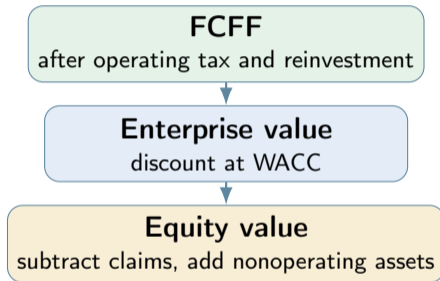 FCFF
after operating tax and reinvestment
Enterprise value
discount at WACC
Equity value
subtract claims, add nonoperating assets